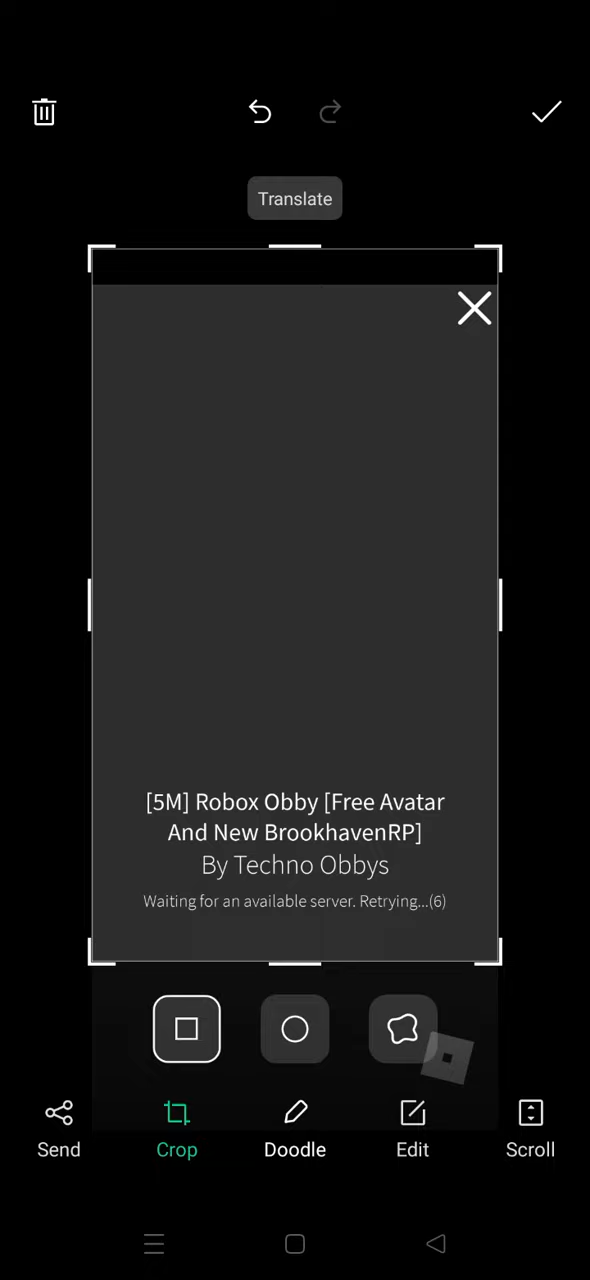 Translate
[5M] Robox Obby [Free Avatar
And New BrookhavenRP]
By Techno Obbys
Waiting for an available server. Retrying...(6)
Send
Crop
Doodle
Edit
Scroll